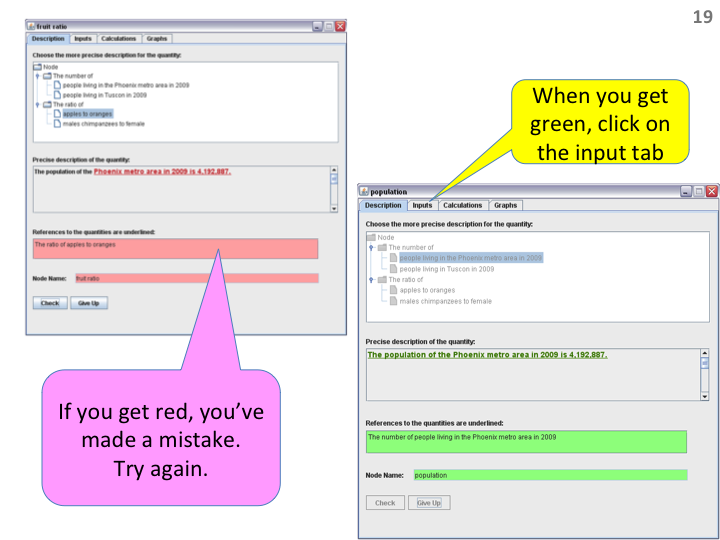 19
fruit ratio
Description Inputs Calculations Graphs
Choose the more precise description for the quantity:
Node
The number of
people living in the Phoenix metro area in 2009
people living in Tuscon in 2009
The ratio of
apples to oranges
males chimpanzees to female
Precise description of the quantity:
The population of the Phoenix metro area in 2009 is 4,192,887.
References to the quantities are underlined:
The ratio of apples to oranges
Node Name: fruit ratio
Check Give Up
If you get red, you’ve
made a mistake.
Try again.
When you get
green, click on
the input tab
population
Description Inputs Calculations Graphs
Choose the more precise description for the quantity:
Node
The number of
people living in the Phoenix metro area in 2009
people living in Tuscon in 2009
The ratio of
apples to oranges
males chimpanzees to female
Precise description of the quantity:
The population of the Phoenix metro area in 2009 is 4,192,887.
References to the quantities are underlined:
The number of people living in the Phoenix metro area in 2009
Node Name: population
Check Give Up